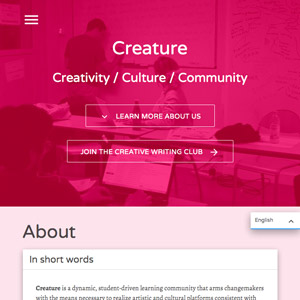 Creature
Creativity / Culture / Community
LEARN MORE ABOUT US
JOIN THE CREATIVE WRITING CLUB
English
About
In short words
Creature is a dynamic, student-driven learning community that arms changemakers
with the means necessary to realize artistic and cultural platforms consistent with